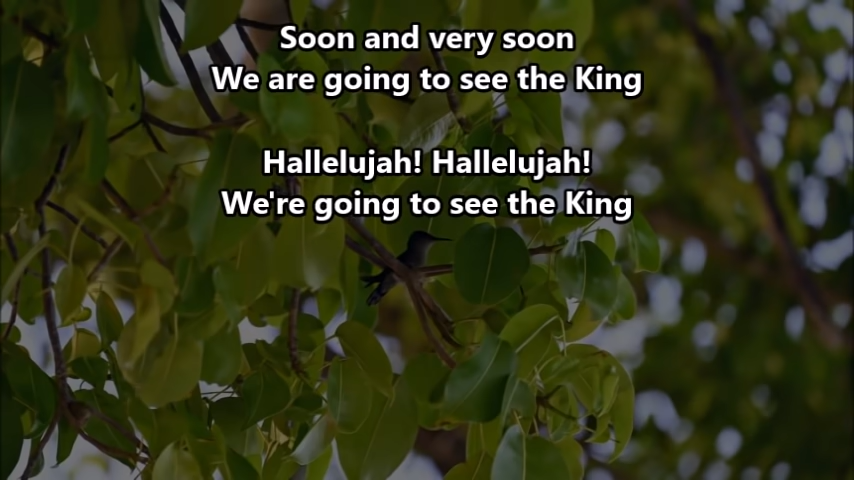 Soon and very soon
We are going to see the King
Hallelujah! Hallelujah!
We're going to see the King